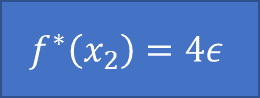 f*(x₂) = 4ϵ